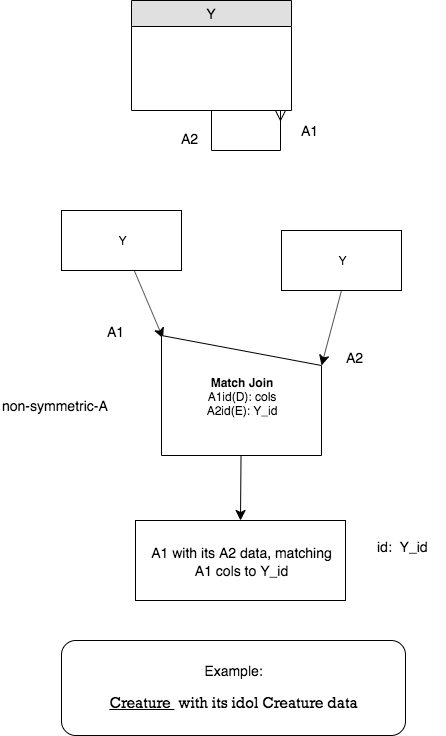 Y
A2
A1
Y
Y
A1
A2
Match Join
A1id(D): cols
A2id(E): Y_id
non-symmetric-A
A1 with its A2 data, matching
A1 cols to Y_id
id: Y_id
Example:
Creature with its idol Creature data